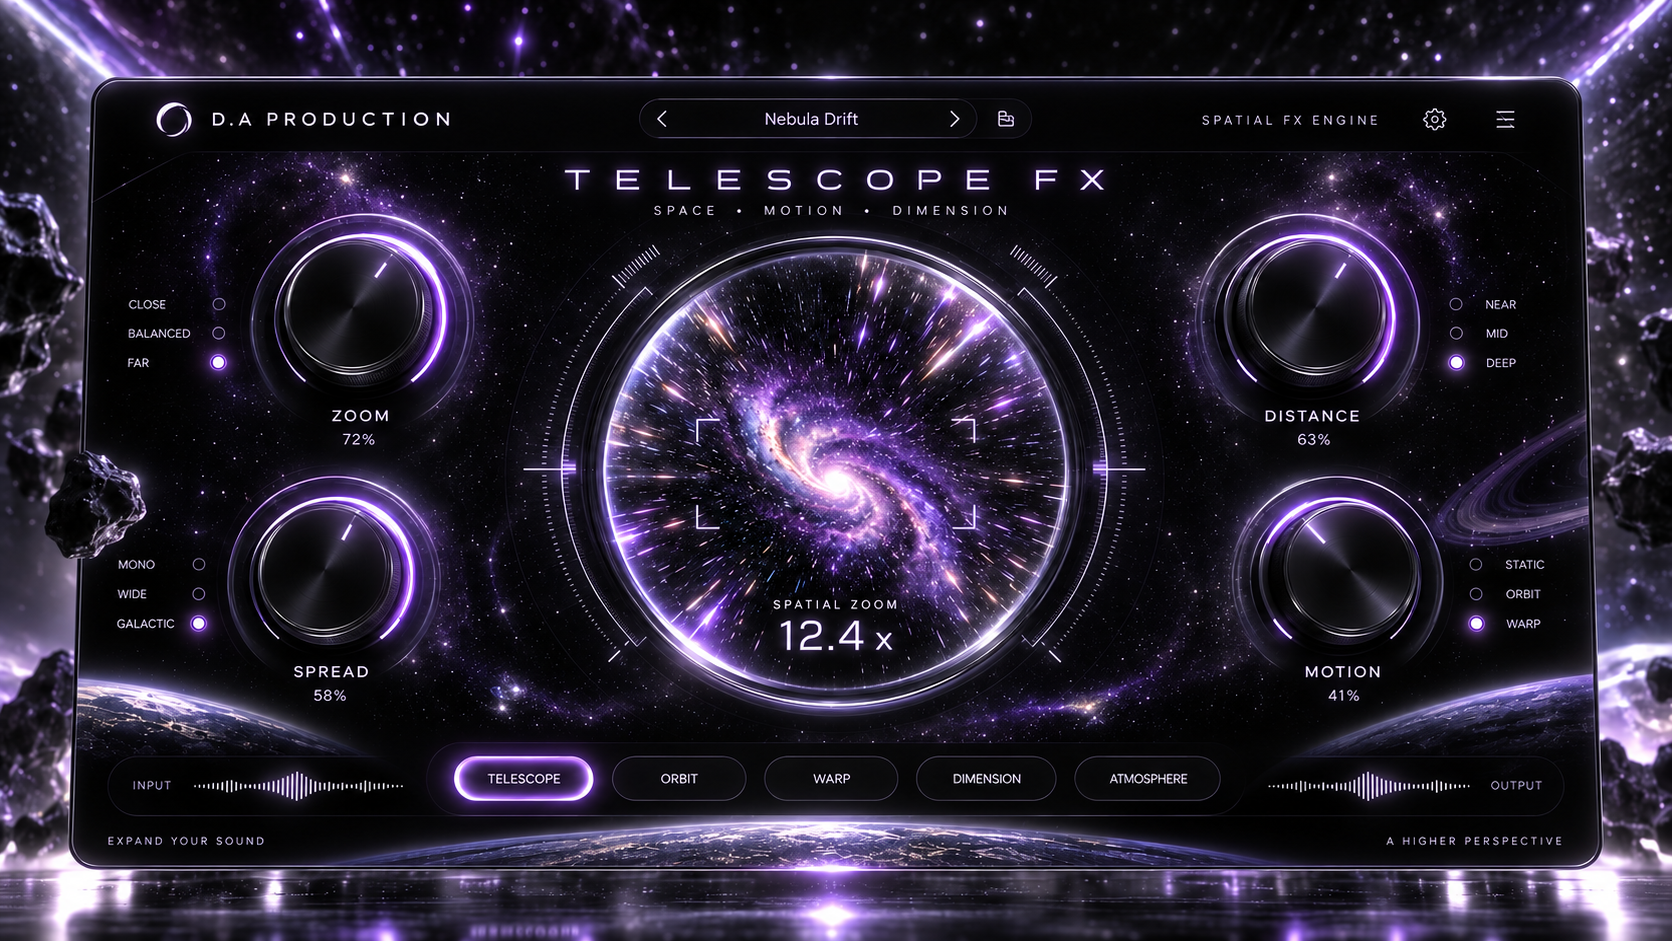 D.A PRODUCTION
Nebula Drift
SPATIAL FX ENGINE
TELESCOPE FX
SPACE • MOTION • DIMENSION
CLOSE
BALANCED
FAR
ZOOM
72%
NEAR
MID
DEEP
DISTANCE
63%
MONO
WIDE
GALACTIC
SPREAD
58%
SPATIAL ZOOM
12.4 x
STATIC
ORBIT
WARP
MOTION
41%
INPUT
TELESCOPE
ORBIT
WARP
DIMENSION
ATMOSPHERE
OUTPUT
EXPAND YOUR SOUND
A HIGHER PERSPECTIVE